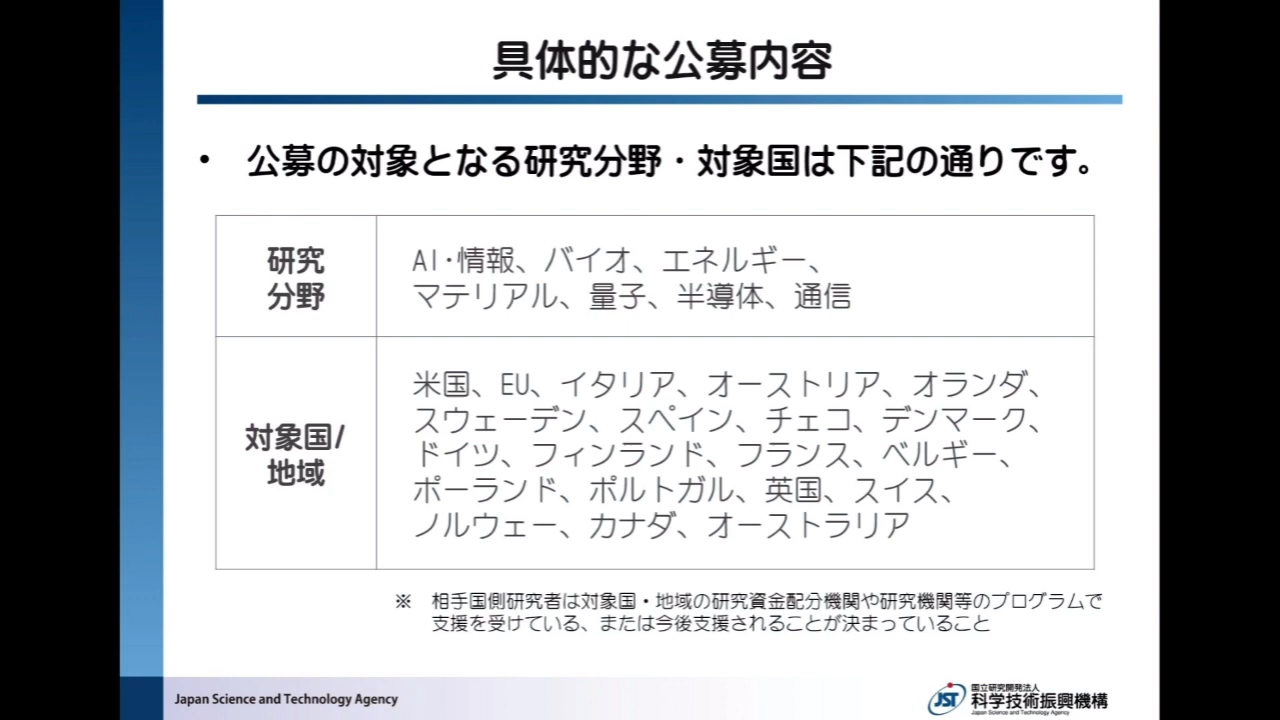 具体的な公募内容
• 公募の対象となる研究分野・対象国は下記の通りです。
研究
分野
AI・情報、バイオ、エネルギー、
マテリアル、量子、半導体、通信
対象国/
地域
米国、EU、イタリア、オーストリア、オランダ、
スウェーデン、スペイン、チェコ、デンマーク、
ドイツ、フィンランド、フランス、ベルギー、
ポーランド、ポルトガル、英国、スイス、
ノルウェー、カナダ、オーストラリア
※ 相手国側研究者は対象国・地域の研究資金配分機関や研究機関等のプログラムで
支援を受けている、または今後支援されることが決まっていること
Japan Science and Technology Agency
JST
国立研究開発法人
科学技術振興機構
Japan Science and Technology Agency